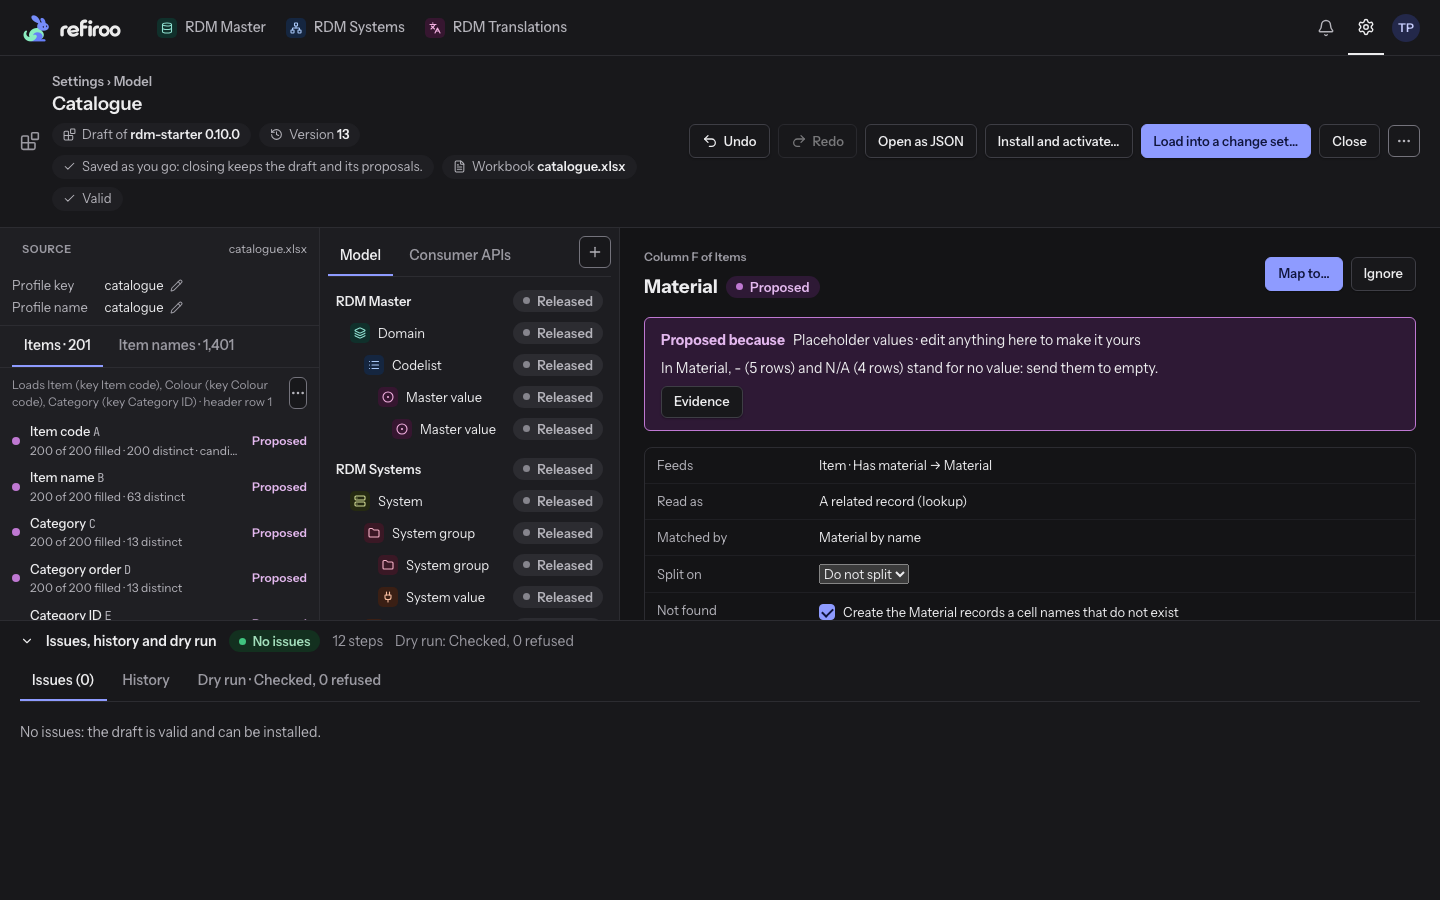 refiroo
RDM Master
RDM Systems
RDM Translations
TP
Settings › Model
Catalogue
Draft of rdm-starter 0.10.0
Version 13
Saved as you go: closing keeps the draft and its proposals.
Workbook catalogue.xlsx
Valid
Undo
Redo
Open as JSON
Install and activate...
Load into a change set...
Close
SOURCE
catalogue.xlsx
Profile key catalogue
Profile name catalogue
Items · 201
Item names · 1,401
Loads Item (key Item code), Colour (key Colour
code), Category (key Category ID) · header row 1
Item code A
200 of 200 filled · 200 distinct · candi...
Proposed
Item name B
200 of 200 filled · 63 distinct
Proposed
Category C
200 of 200 filled · 13 distinct
Proposed
Category order D
200 of 200 filled · 13 distinct
Proposed
Category ID E
Model
Consumer APIs
RDM Master Released
Domain Released
Codelist Released
Master value Released
Master value Released
RDM Systems Released
System Released
System group Released
System group Released
System value Released
Column F of Items
Material
Proposed
Map to...
Ignore
Proposed because Placeholder values · edit anything here to make it yours
In Material, - (5 rows) and N/A (4 rows) stand for no value: send them to empty.
Evidence
Feeds Item · Has material → Material
Read as A related record (lookup)
Matched by Material by name
Split on Do not split
Not found Create the Material records a cell names that do not exist
Issues, history and dry run
No issues
12 steps
Dry run: Checked, 0 refused
Issues (0)
History
Dry run · Checked, 0 refused
No issues: the draft is valid and can be installed.